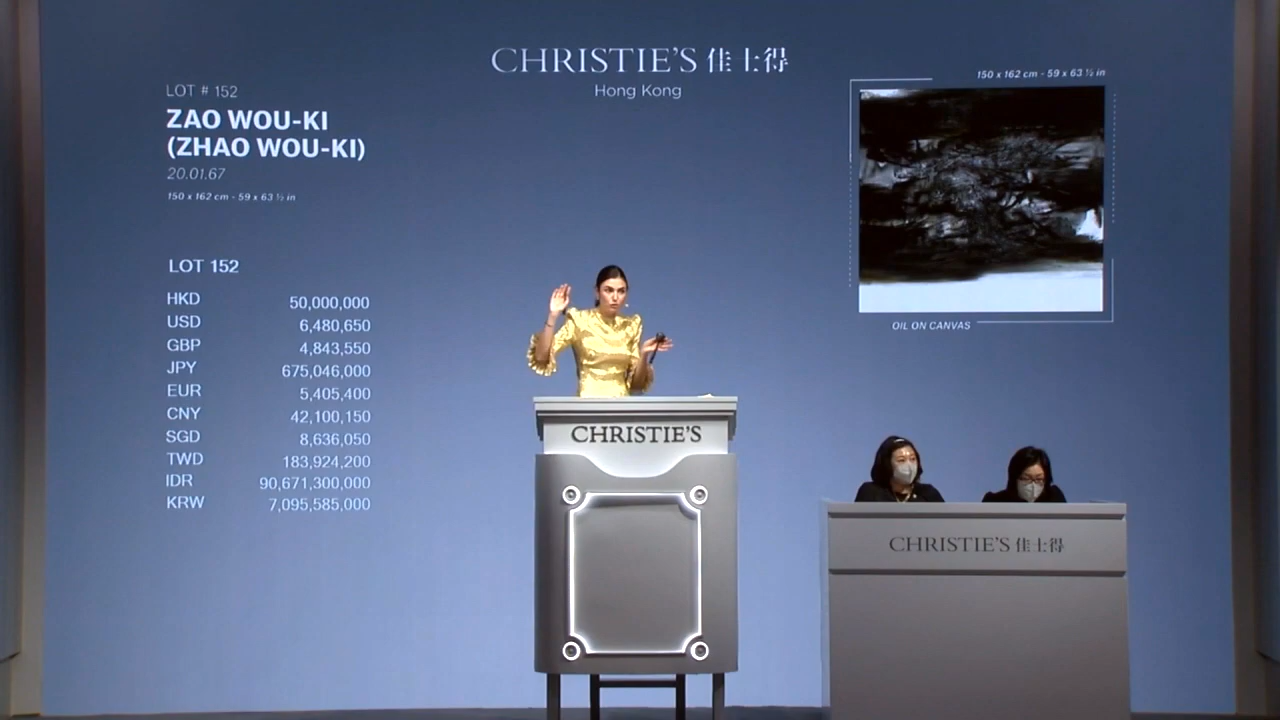 CHRISTIE'S 佳士得
Hong Kong
LOT # 152
ZAO WOU-KI
(ZHAO WOU-KI)
20.01.67
150 x 162 cm - 59 x 63 ½ in
150 x 162 cm - 59 x 63 ½ in
OIL ON CANVAS
LOT 152
HKD 50,000,000
USD 6,480,650
GBP 4,843,550
JPY 675,046,000
EUR 5,405,400
CNY 42,100,150
SGD 8,636,050
TWD 183,924,200
IDR 90,671,300,000
KRW 7,095,585,000
CHRISTIE'S
CHRISTIE'S 佳士得